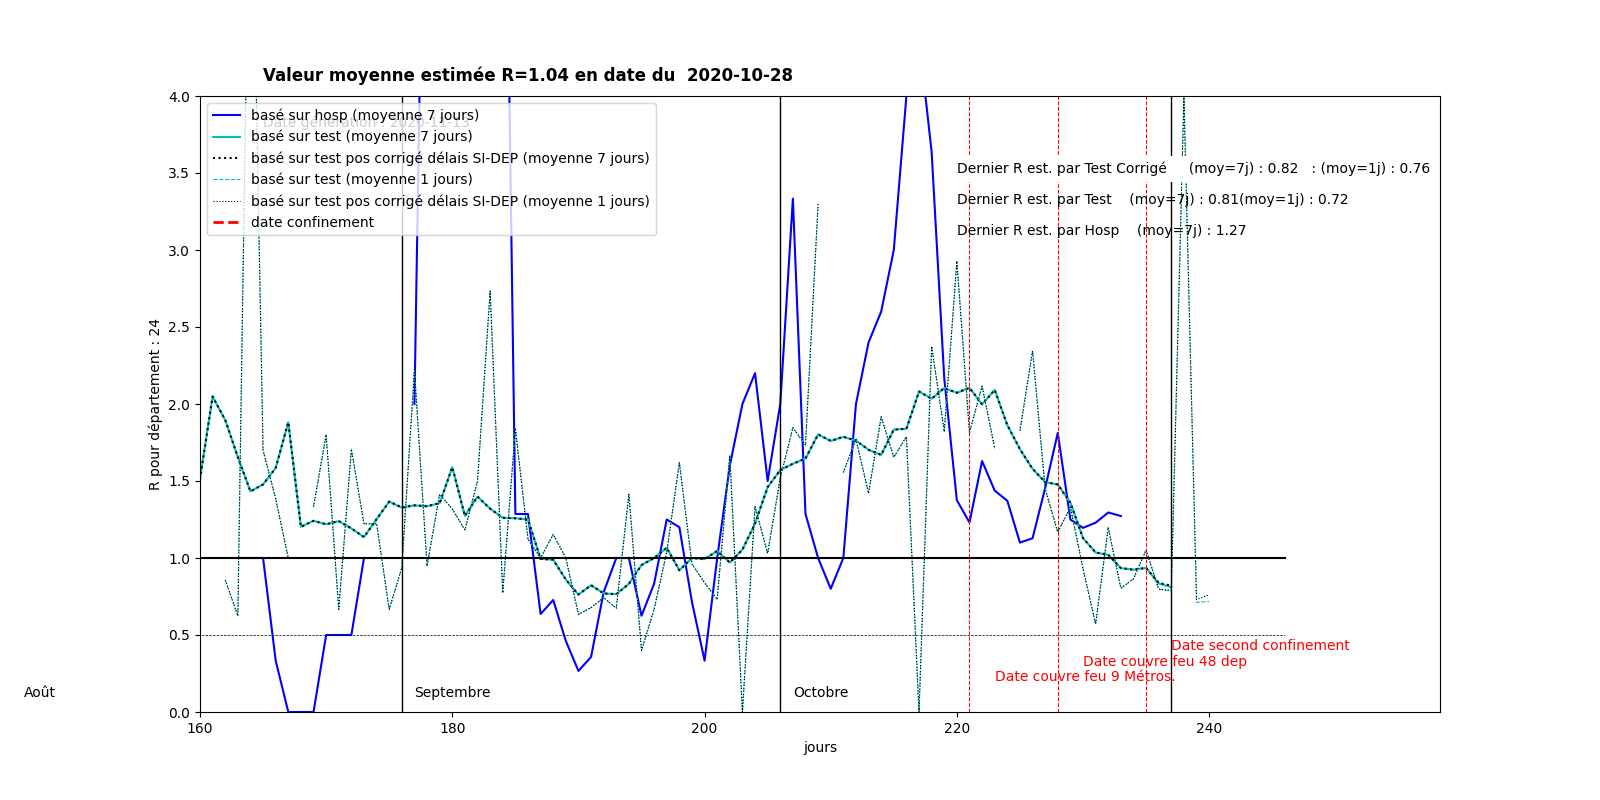 Valeur moyenne estimée R=1.04 en date du  2020-10-28
Date génération : 2020-11-13
basé sur hosp (moyenne 7 jours)
basé sur test (moyenne 7 jours)
basé sur test pos corrigé délais SI-DEP (moyenne 7 jours)
basé sur test (moyenne 1 jours)
basé sur test pos corrigé délais SI-DEP (moyenne 1 jours)
date confinement
Dernier R est. par Test Corrigé (moy=7j) : 0.82 : (moy=1j) : 0.76
Dernier R est. par Test (moy=7j) : 0.81(moy=1j) : 0.72
Dernier R est. par Hosp (moy=7j) : 1.27
4.0
3.5
3.0
2.5
2.0
1.5
1.0
0.5
0.0
R pour département : 24
Date second confinement
Date couvre feu 48 dep
Date couvre feu 9 Métros.
Août
Septembre
Octobre
160 180 200 220 240
jours